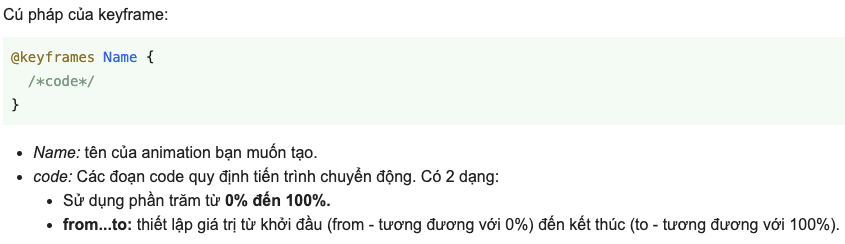 Cú pháp của keyframe:
@keyframes Name {
/*code*/
}
• Name: tên của animation bạn muốn tạo.
• code: Các đoạn code quy định tiến trình chuyển động. Có 2 dạng:
• Sử dụng phần trăm từ 0% đến 100%.
• from...to: thiết lập giá trị từ khởi đầu (from - tương đương với 0%) đến kết thúc (to - tương đương với 100%).